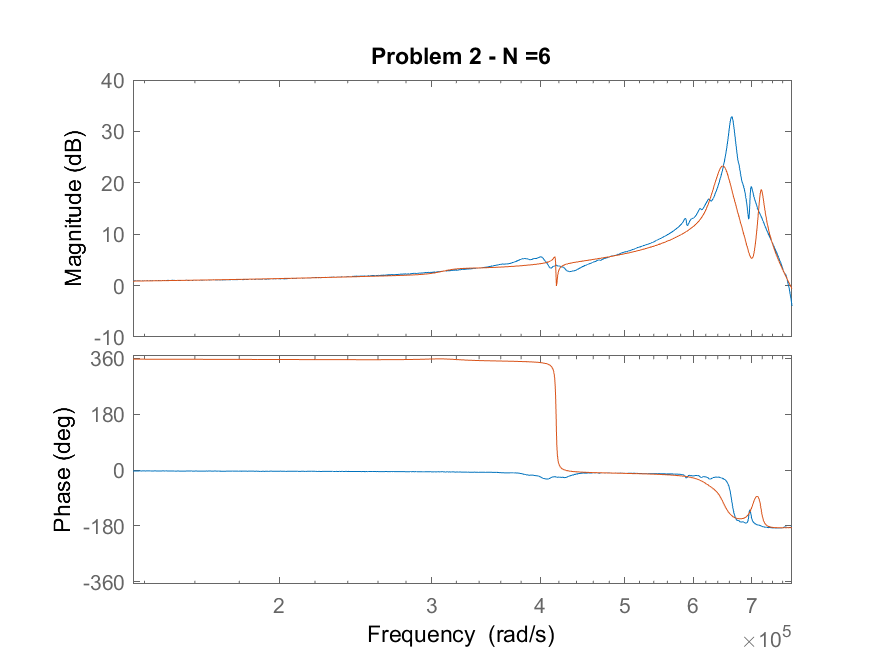 Problem 2 - N =6
Magnitude (dB)
40
30
20
10
0
-10
Phase (deg)
360
180
0
-180
-360
2 3 4 5 6 7
Frequency (rad/s)
×10^5